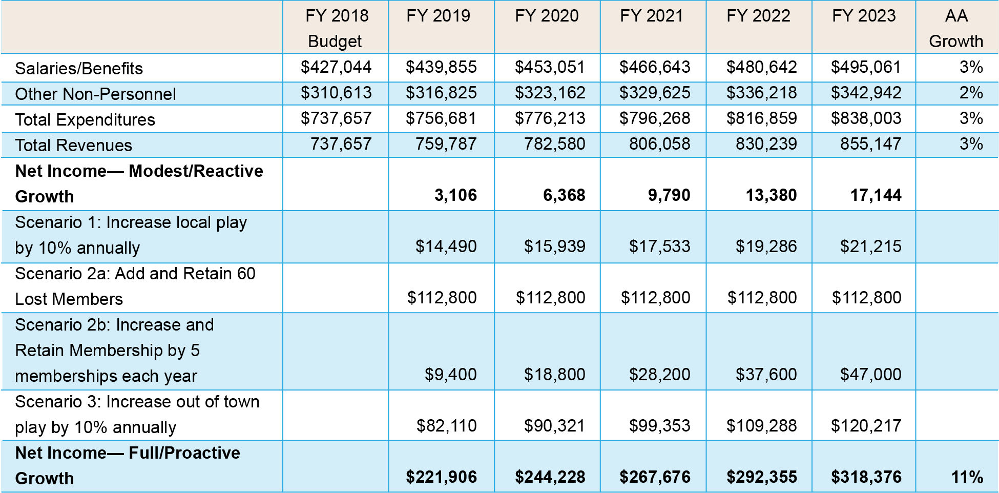 FY 2018 Budget FY 2019 FY 2020 FY 2021 FY 2022 FY 2023 AA Growth
Salaries/Benefits $427,044 $439,855 $453,051 $466,643 $480,642 $495,061 3%
Other Non-Personnel $310,613 $316,825 $323,162 $329,625 $336,218 $342,942 2%
Total Expenditures $737,657 $756,681 $776,213 $796,268 $816,859 $838,003 3%
Total Revenues 737,657 759,787 782,580 806,058 830,239 855,147 3%
Net Income— Modest/Reactive
Growth 3,106 6,368 9,790 13,380 17,144
Scenario 1: Increase local play
by 10% annually $14,490 $15,939 $17,533 $19,286 $21,215
Scenario 2a: Add and Retain 60
Lost Members $112,800 $112,800 $112,800 $112,800 $112,800
Scenario 2b: Increase and
Retain Membership by 5
memberships each year $9,400 $18,800 $28,200 $37,600 $47,000
Scenario 3: Increase out of town
play by 10% annually $82,110 $90,321 $99,353 $109,288 $120,217
Net Income— Full/Proactive
Growth $221,906 $244,228 $267,676 $292,355 $318,376 11%